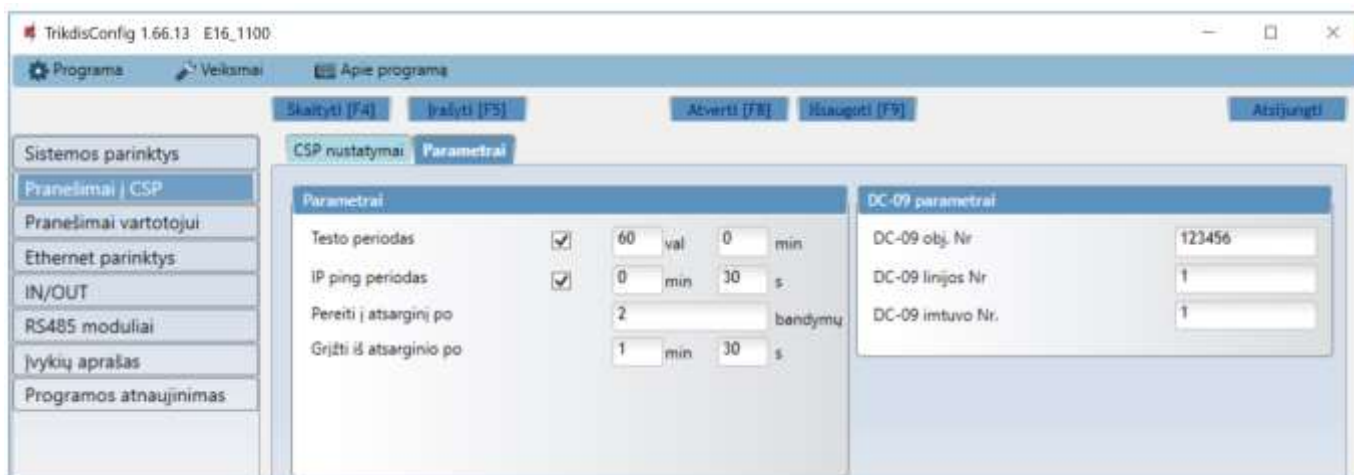 TrikdisConfig 1.66.13 E16_1100
Programa Veiksmai Apie programą
Skaityti [F4] Įrašyti [F5] Atverti [F8] Išsaugoti [F9] Atsijungti
Sistemos parinktys
Pranešimai į CSP
Pranešimai vartotojui
Ethernet parinktys
IN/OUT
RS485 moduliai
Įvykių aprašas
Programos atnaujinimas
CSP nustatymai Parametrai
Parametrai
Testo periodas 60 val 0 min
IP ping periodas 0 min 30 s
Pereiti į atsarginį po 2 bandymų
Grįžti iš atsarginio po 1 min 30 s
DC-09 parametrai
DC-09 obj. Nr 123456
DC-09 linijos Nr 1
DC-09 imtuvo Nr. 1